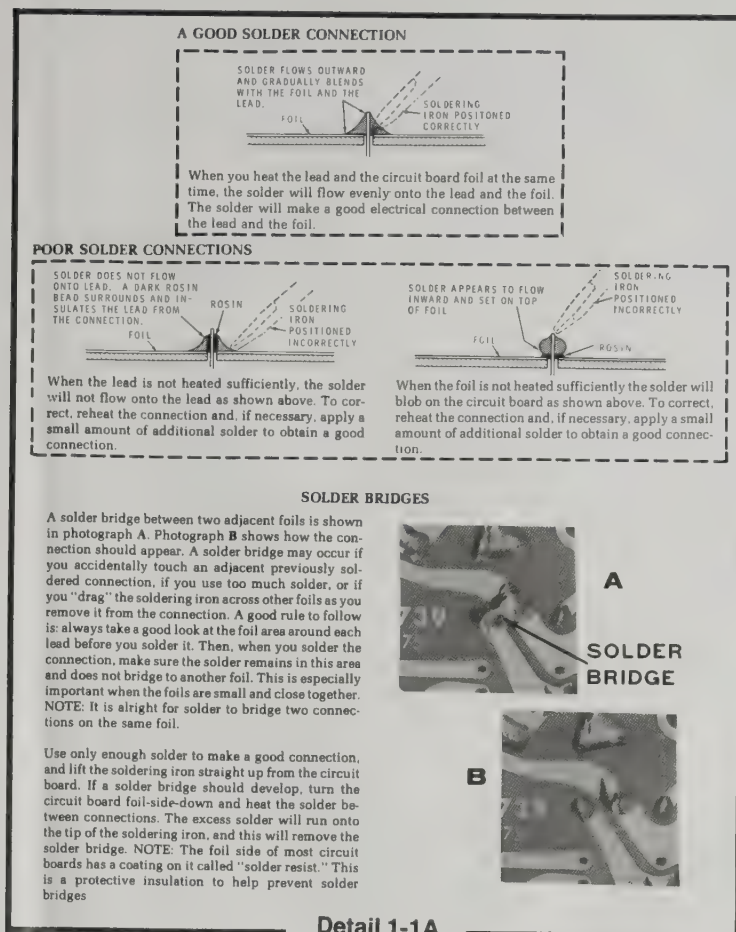 A GOOD SOLDER CONNECTION
SOLDER FLOWS OUTWARD
AND GRADUALLY BLENDS
WITH THE FOIL AND THE
LEAD.
FOIL
SOLDERING
IRON POSITONED
CORRECTLY
When you heat the lead and the circuit board foil at the same
time, the solder will flow evenly onto the lead and the foil.
The solder will make a good electrical connection between
the lead and the foil.
POOR SOLDER CONNECTIONS
SOLDER DOES NOT FLOW
ONTO LEAD. A DARK ROSIN
BEAD SURROUNDS AND IN-
SULATES THE LEAD FROM
THE CONNECTION.
ROSIN
FOIL
SOLDERING
IRON
POSITIONED
INCORRECTLY
When the lead is not heated sufficiently, the solder
will not flow onto the lead as shown above. To cor-
rect, reheat the connection and, if necessary, apply a
small amount of additional solder to obtain a good
connection.
SOLDER APPEARS TO FLOW
INWARD AND SET ON TOP
OF FOIL
FOIL
SOLDERING
IRON
POSITIONED
INCORRECTLY
ROSIN
When the foil is not heated sufficiently the solder will
blob on the circuit board as shown above. To correct,
reheat the connection and, if necessary, apply a small
amount of additional solder to obtain a good connec-
tion.
SOLDER BRIDGES
A solder bridge between two adjacent foils is shown
in photograph A. Photograph B shows how the con-
nection should appear. A solder bridge may occur if
you accidentally touch an adjacent previously sol-
dered connection, if you use too much solder, or if
you "drag" the soldering iron across other foils as you
remove it from the connection. A good rule to follow
is: always take a good look at the foil area around each
lead before you solder it. Then, when you solder the
connection, make sure the solder remains in this area
and does not bridge to another foil. This is especially
important when the foils are small and close together.
NOTE: It is alright for solder to bridge two connec-
tions on the same foil.
Use only enough solder to make a good connection,
and lift the soldering iron straight up from the circuit
board. If a solder bridge should develop, turn the
circuit board foil-side-down and heat the solder be-
tween connections. The excess solder will run onto
the tip of the soldering iron, and this will remove the
solder bridge. NOTE: The foil side of most circuit
boards has a coating on it called "solder resist." This
is a protective insulation to help prevent solder
bridges
A
SOLDER
BRIDGE
B
Detail 1-1A